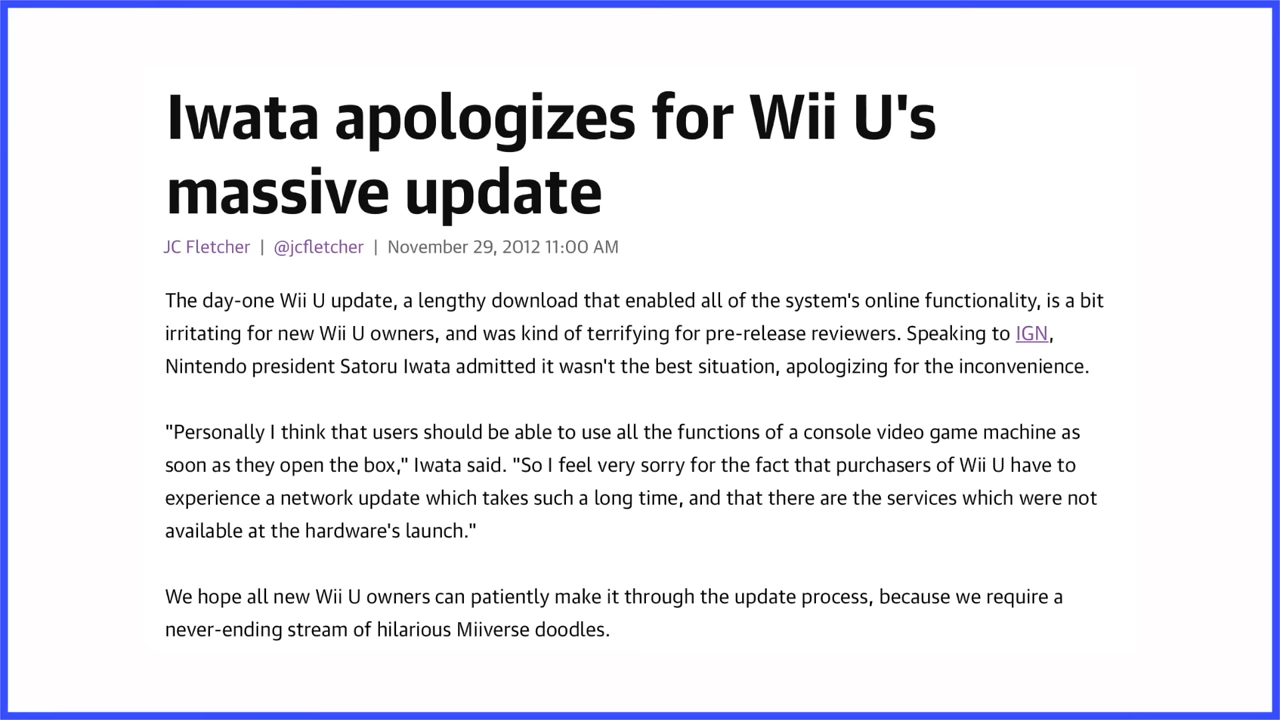 Iwata apologizes for Wii U's
massive update
JC Fletcher | @jcfletcher | November 29, 2012 11:00 AM
The day-one Wii U update, a lengthy download that enabled all of the system's online functionality, is a bit
irritating for new Wii U owners, and was kind of terrifying for pre-release reviewers. Speaking to IGN,
Nintendo president Satoru Iwata admitted it wasn't the best situation, apologizing for the inconvenience.
"Personally I think that users should be able to use all the functions of a console video game machine as
soon as they open the box," Iwata said. "So I feel very sorry for the fact that purchasers of Wii U have to
experience a network update which takes such a long time, and that there are the services which were not
available at the hardware's launch."
We hope all new Wii U owners can patiently make it through the update process, because we require a
never-ending stream of hilarious Miiverse doodles.